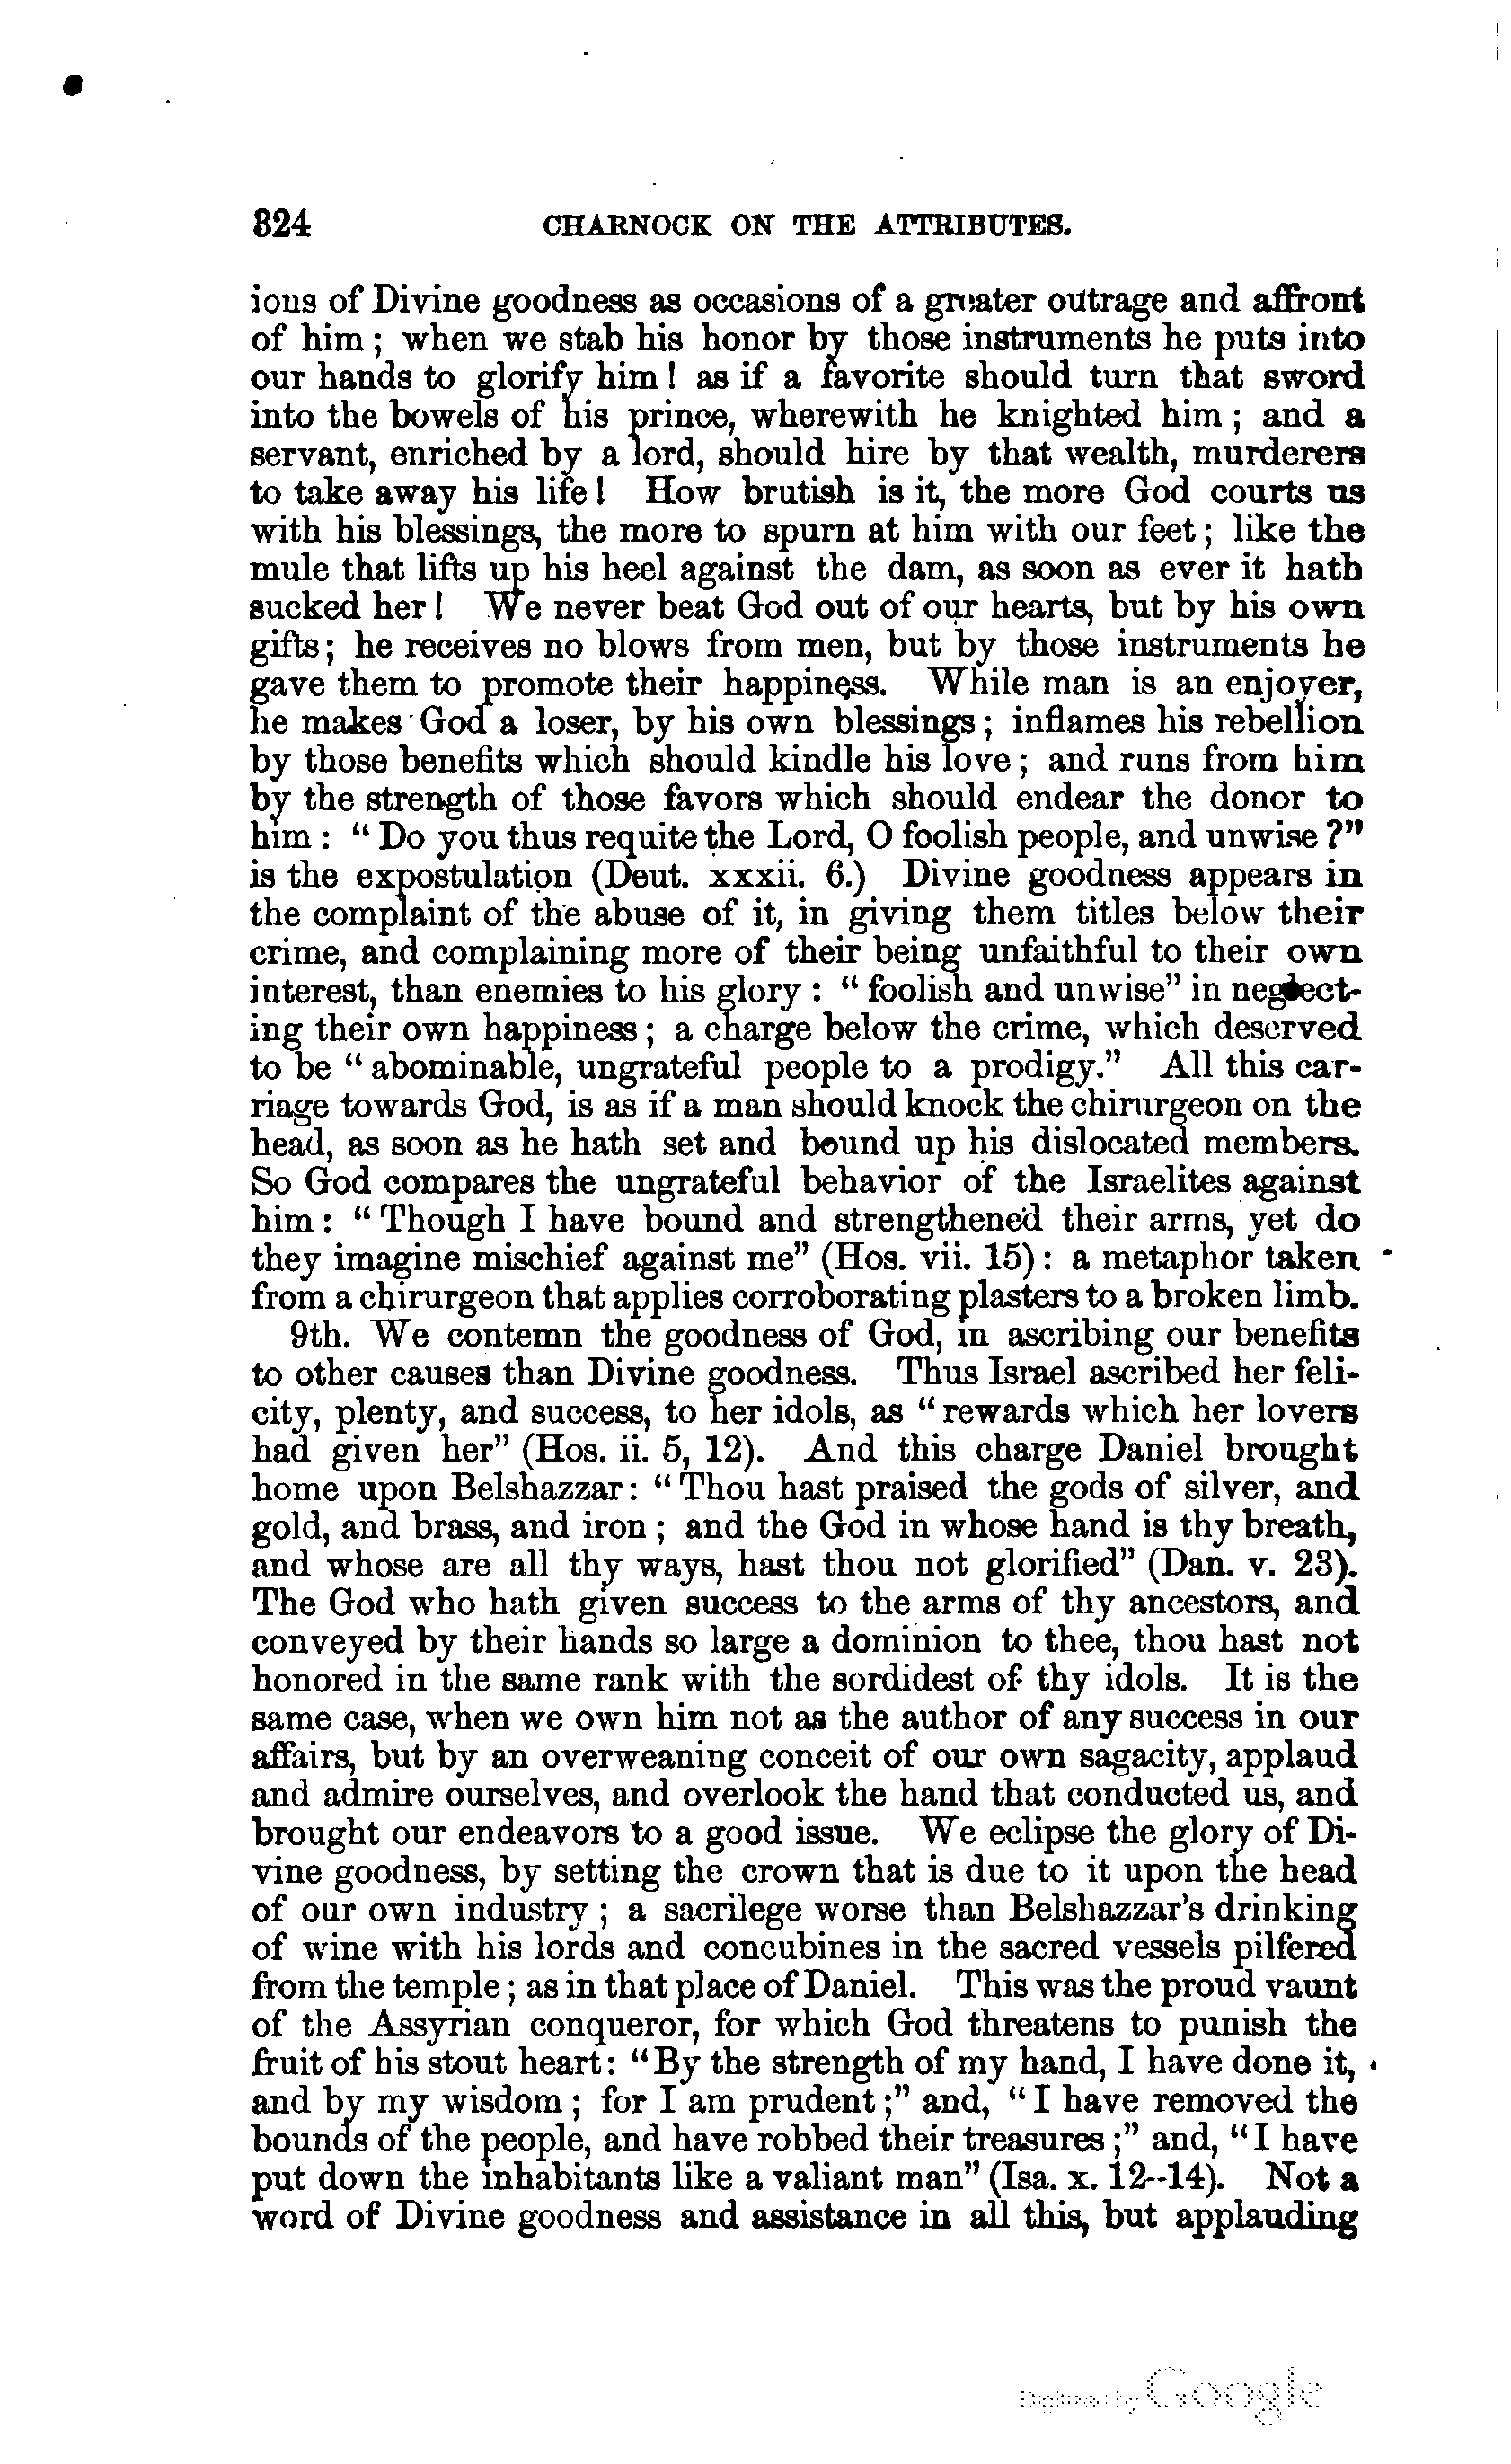 324 CHARNOCK ON THE ATTRIBUTES.
ious of Divine goodness as occasions of a greater outrage and affront
of him; when we stab his honor by those instruments he puts into
our hands to glorify him! as if a favorite should turn that sword
into the bowels of his prince, wherewith he knighted him; and a
servant, enriched by a lord, should hire by that wealth, murderers
to take away his life! How brutish is it, the more God courts us
with his blessings, the more to spurn at him with our feet; like the
mule that lifts up his heel against the dam, as soon as ever it hath
sucked her! We never beat God out of our hearts, but by his own
gifts; he receives no blows from men, but by those instruments he
gave them to promote their happiness. While man is an enjoyer,
he makes God a loser, by his own blessings; inflames his rebellion
by those benefits which should kindle his love; and runs from him
by the strength of those favors which should endear the donor to
him: "Do you thus requite the Lord, O foolish people, and unwise?"
is the expostulation (Deut. xxxii. 6.) Divine goodness appears in
the complaint of the abuse of it, in giving them titles below their
crime, and complaining more of their being unfaithful to their own
interest, than enemies to his glory: "foolish and unwise" in neglect-
ing their own happiness; a charge below the crime, which deserved
to be "abominable, ungrateful people to a prodigy." All this car-
riage towards God, is as if a man should knock the chirurgeon on the
head, as soon as he hath set and bound up his dislocated members.
So God compares the ungrateful behavior of the Israelites against
him: "Though I have bound and strengthened their arms, yet do
they imagine mischief against me" (Hos. vii. 15): a metaphor taken
from a chirurgeon that applies corroborating plasters to a broken limb.
9th. We contemn the goodness of God, in ascribing our benefits
to other causes than Divine goodness. Thus Israel ascribed her feli-
city, plenty, and success, to her idols, as "rewards which her lovers
had given her" (Hos. ii. 5, 12). And this charge Daniel brought
home upon Belshazzar: "Thou hast praised the gods of silver, and
gold, and brass, and iron; and the God in whose hand is thy breath,
and whose are all thy ways, hast thou not glorified" (Dan. v. 23).
The God who hath given success to the arms of thy ancestors, and
conveyed by their hands so large a dominion to thee, thou hast not
honored in the same rank with the sordidest of thy idols. It is the
same case, when we own him not as the author of any success in our
affairs, but by an overweaning conceit of our own sagacity, applaud
and admire ourselves, and overlook the hand that conducted us, and
brought our endeavors to a good issue. We eclipse the glory of Di-
vine goodness, by setting the crown that is due to it upon the head
of our own industry; a sacrilege worse than Belshazzar's drinking
of wine with his lords and concubines in the sacred vessels pilfered
from the temple; as in that place of Daniel. This was the proud vaunt
of the Assyrian conqueror, for which God threatens to punish the
fruit of his stout heart: "By the strength of my hand, I have done it,
and by my wisdom; for I am prudent;" and, "I have removed the
bounds of the people, and have robbed their treasures;" and, "I have
put down the inhabitants like a valiant man" (Isa. x. 12--14). Not a
word of Divine goodness and assistance in all this, but applauding
Digitized by Google